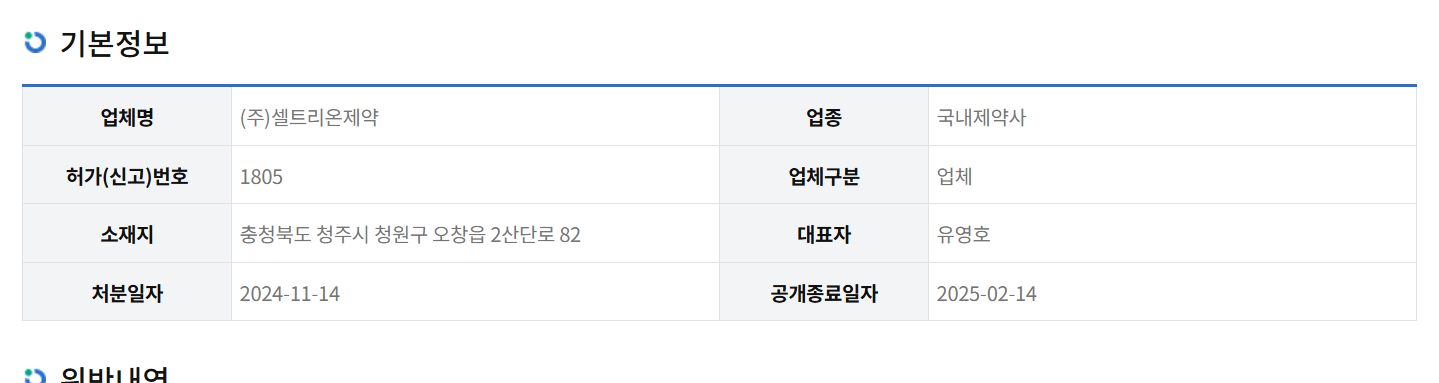 기본정보
업체명 (주)셀트리온제약 업종 국내제약사
허가(신고)번호 1805 업체구분 업체
소재지 충청북도 청주시 청원구 오창읍 2산단로 82 대표자 유영호
처분일자 2024-11-14 공개종료일자 2025-02-14
위반내역